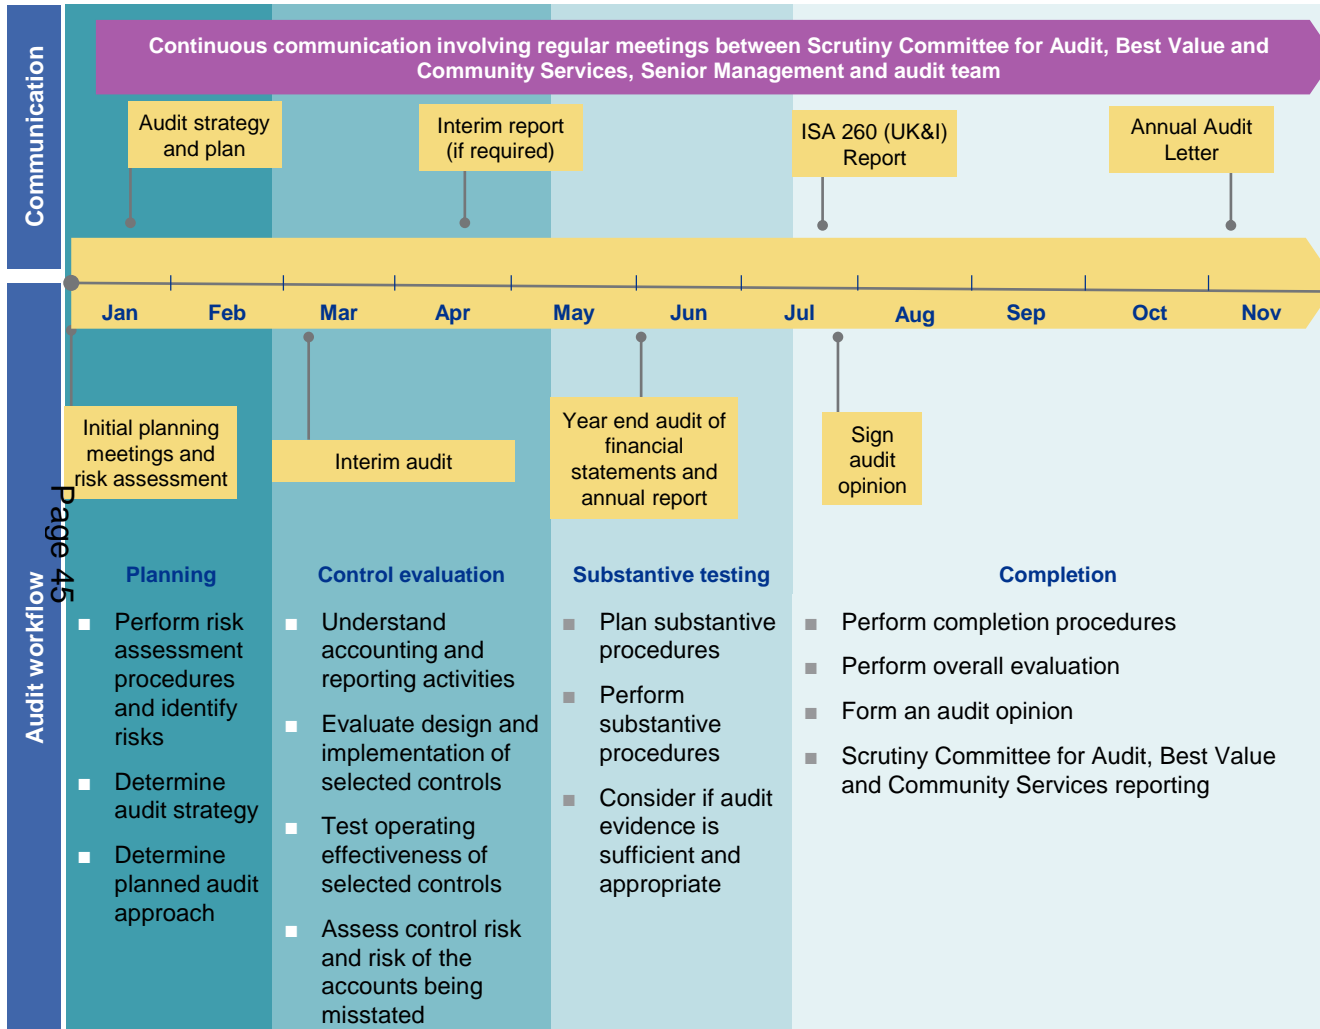 Communication
Continuous communication involving regular meetings between Scrutiny Committee for Audit, Best Value and
Community Services, Senior Management and audit team
Audit strategy
and plan
Interim report
(if required)
ISA 260 (UK&I)
Report
Annual Audit
Letter
Jan
Feb
Mar
Apr
May
Jun
Jul
Aug
Sep
Oct
Nov
Audit workflow
Initial planning
meetings and
risk assessment
Interim audit
Year end audit of
financial
statements and
annual report
Sign
audit
opinion
Page 45
Planning
■ Perform risk
assessment
procedures
and identify
risks
■ Determine
audit strategy
■ Determine
planned audit
approach
Control evaluation
■ Understand
accounting and
reporting activities
■ Evaluate design and
implementation of
selected controls
■ Test operating
effectiveness of
selected controls
■ Assess control risk
and risk of the
accounts being
misstated
Substantive testing
■ Plan substantive
procedures
■ Perform
substantive
procedures
■ Consider if audit
evidence is
sufficient and
appropriate
Completion
■ Perform completion procedures
■ Perform overall evaluation
■ Form an audit opinion
■ Scrutiny Committee for Audit, Best Value
and Community Services reporting